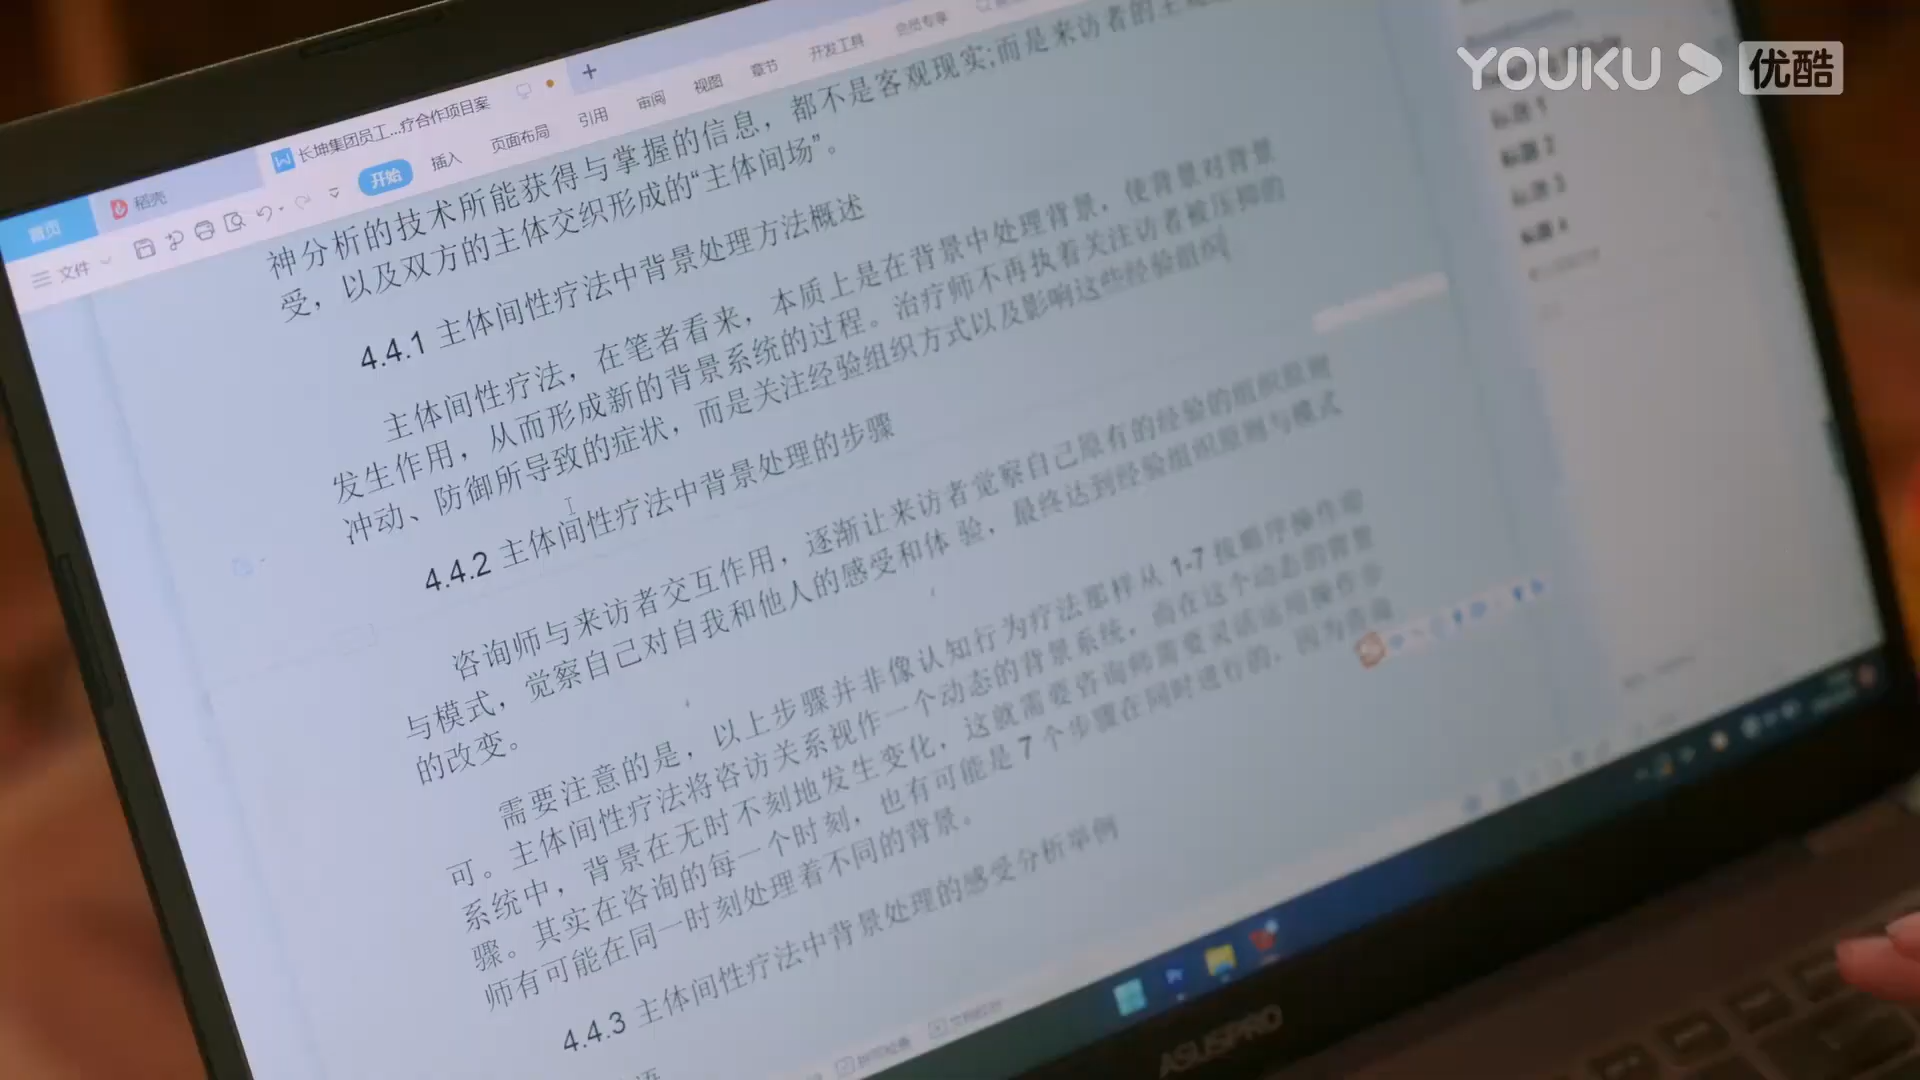 YOUKU 优酷
首页
稻壳
长坤集团员工...疗合作项目案
+
文件
开始
插入
页面布局
引用
审阅
视图
章节
开发工具
会员专享
神分析的技术所能获得与掌握的信息，都不是客观现实;而是来访者的主
受，以及双方的主体交织形成的“主体间场”。
4.4.1 主体间性疗法中背景处理方法概述
主体间性疗法，在笔者看来，本质上是在背景中处理背景，使背景对背景
发生作用，从而形成新的背景系统的过程。治疗师不再执着关注访者被压抑的
冲动、防御所导致的症状，而是关注经验组织方式以及影响这些经验组织
4.4.2 主体间性疗法中背景处理的步骤
咨询师与来访者交互作用，逐渐让来访者觉察自己原有的经验的组织原则
与模式，觉察自己对自我和他人的感受和体 验，最终达到经验组织原则与模式
的改变。
需要注意的是，以上步骤并非像认知行为疗法那样从 1-7 按顺序操作即
可。主体间性疗法将咨访关系视作一个动态的背景系统，而在这个动态的背景
系统中，背景在无时不刻地发生变化，这就需要咨询师需要灵活运用操作步
骤。其实在咨询的每一个时刻，也有可能是 7 个步骤在同时进行的，因为咨询
师有可能在同一时刻处理着不同的背景。
4.4.3 主体间性疗法中背景处理的感受分析举例
标题 1
标题 2
标题 3
标题 4
ASUSPRO